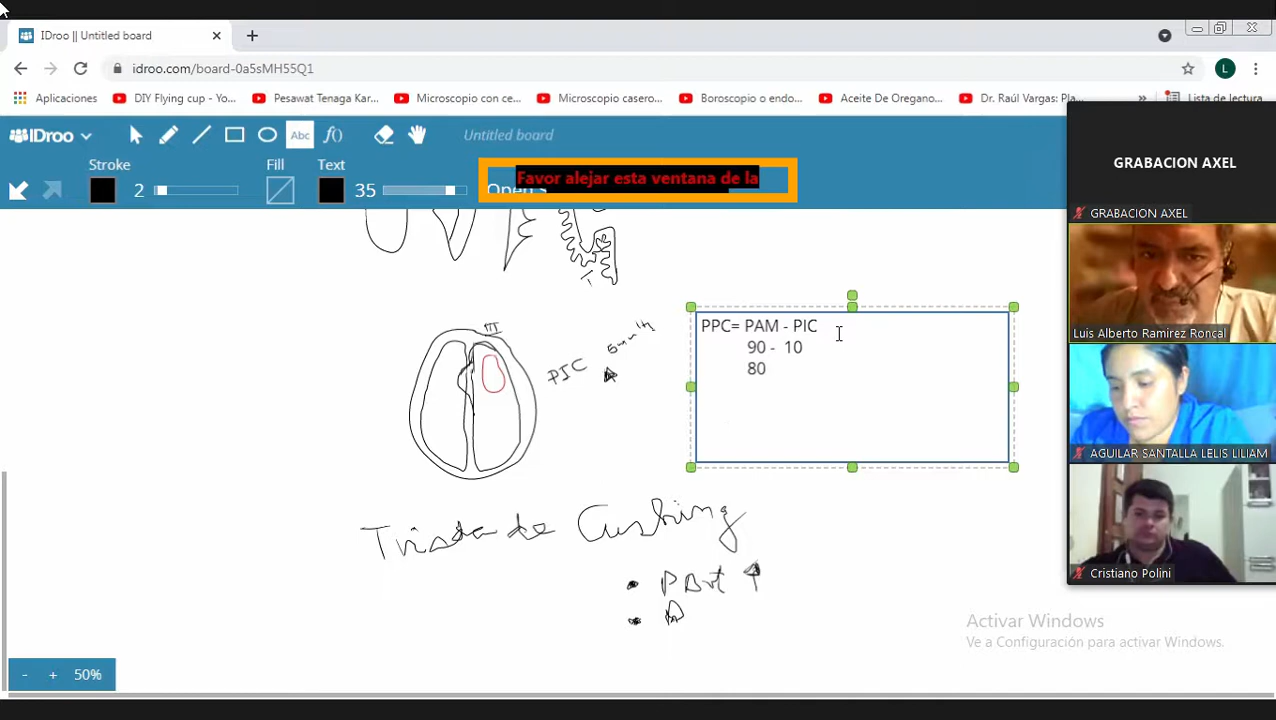 IDroo || Untitled board
idroo.com/board-0a5sMH55Q1
L
Aplicaciones
DIY Flying cup - Yo...
Pesawat Tenaga Kar...
Microscopio con ce...
Microscopio casero...
Boroscopio o endo...
Aceite De Oregano...
Dr. Raúl Vargas: Pla...
»
Lista de lectura
IDroo
Abc
f()
Untitled board
Stroke
2
Fill
Text
35
Open S
Favor alejar esta ventana de la
GRABACION AXEL
GRABACION AXEL
Luis Alberto Ramirez Roncal
AGUILAR SANTALLA LELIS LILIAM
Cristiano Polini
III
PIC
PPC= PAM - PIC
90 - 10
80
Triada de Cushing
• P Art ↑
•
Activar Windows
Ve a Configuración para activar Windows.
- + 50%